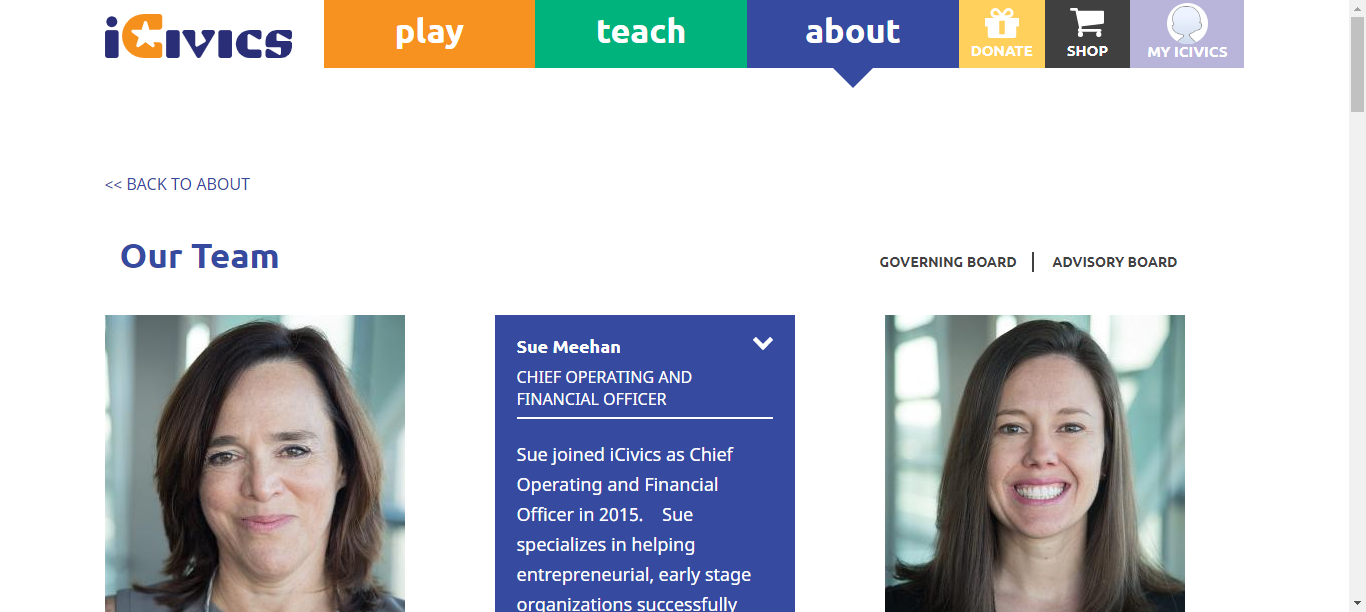 iCivics
play
teach
about
DONATE
SHOP
MY ICIVICS
<< BACK TO ABOUT
Our Team
GOVERNING BOARD
ADVISORY BOARD
Sue Meehan
CHIEF OPERATING AND
FINANCIAL OFFICER
Sue joined iCivics as Chief
Operating and Financial
Officer in 2015. Sue
specializes in helping
entrepreneurial, early stage
organizations successfully